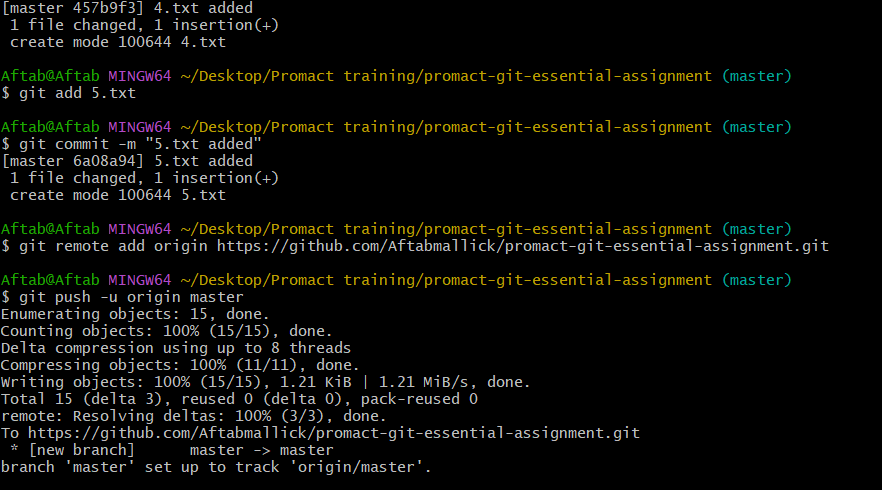 [master 457b9f3] 4.txt added
 1 file changed, 1 insertion(+)
 create mode 100644 4.txt

Aftab@Aftab MINGW64 ~/Desktop/Promact training/promact-git-essential-assignment (master)
$ git add 5.txt

Aftab@Aftab MINGW64 ~/Desktop/Promact training/promact-git-essential-assignment (master)
$ git commit -m "5.txt added"
[master 6a08a94] 5.txt added
 1 file changed, 1 insertion(+)
 create mode 100644 5.txt

Aftab@Aftab MINGW64 ~/Desktop/Promact training/promact-git-essential-assignment (master)
$ git remote add origin https://github.com/Aftabmallick/promact-git-essential-assignment.git

Aftab@Aftab MINGW64 ~/Desktop/Promact training/promact-git-essential-assignment (master)
$ git push -u origin master
Enumerating objects: 15, done.
Counting objects: 100% (15/15), done.
Delta compression using up to 8 threads
Compressing objects: 100% (11/11), done.
Writing objects: 100% (15/15), 1.21 KiB | 1.21 MiB/s, done.
Total 15 (delta 3), reused 0 (delta 0), pack-reused 0
remote: Resolving deltas: 100% (3/3), done.
To https://github.com/Aftabmallick/promact-git-essential-assignment.git
 * [new branch]      master -> master
branch 'master' set up to track 'origin/master'.